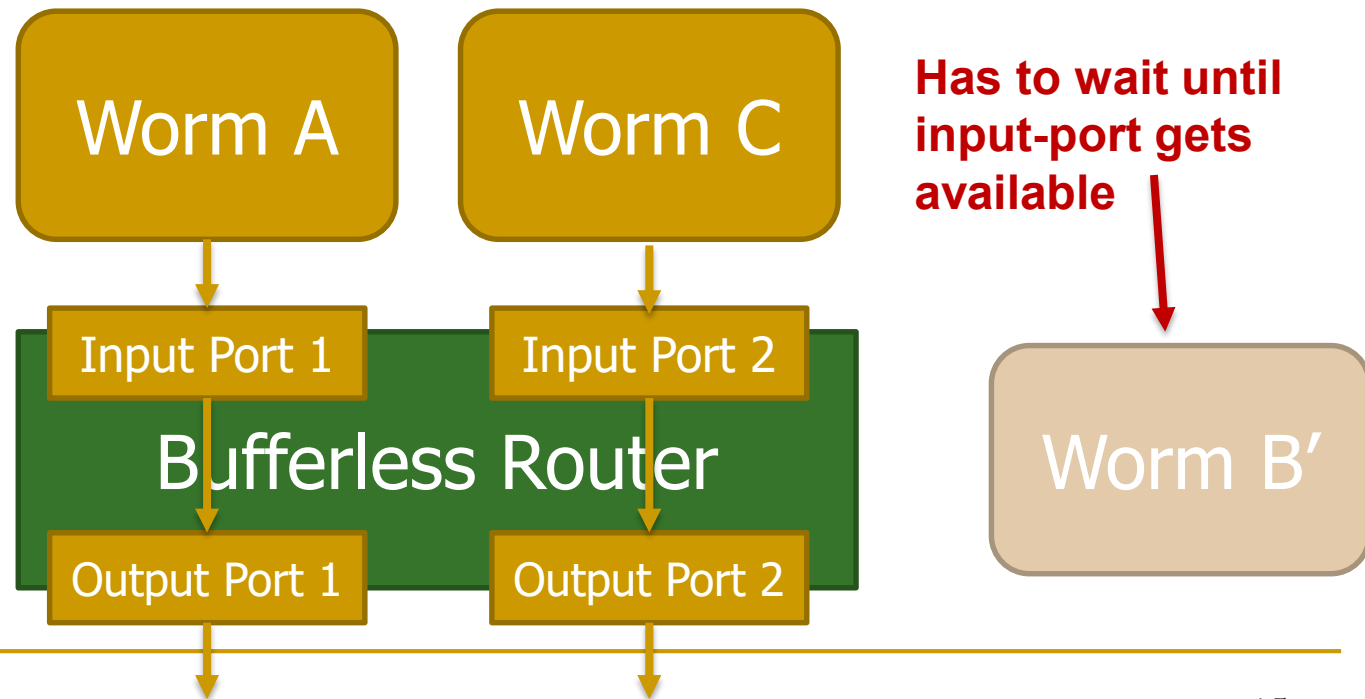 Worm A
Worm C
Has to wait until
input-port gets
available
Input Port 1
Input Port 2
Bufferless Router
Worm B′
Output Port 1
Output Port 2